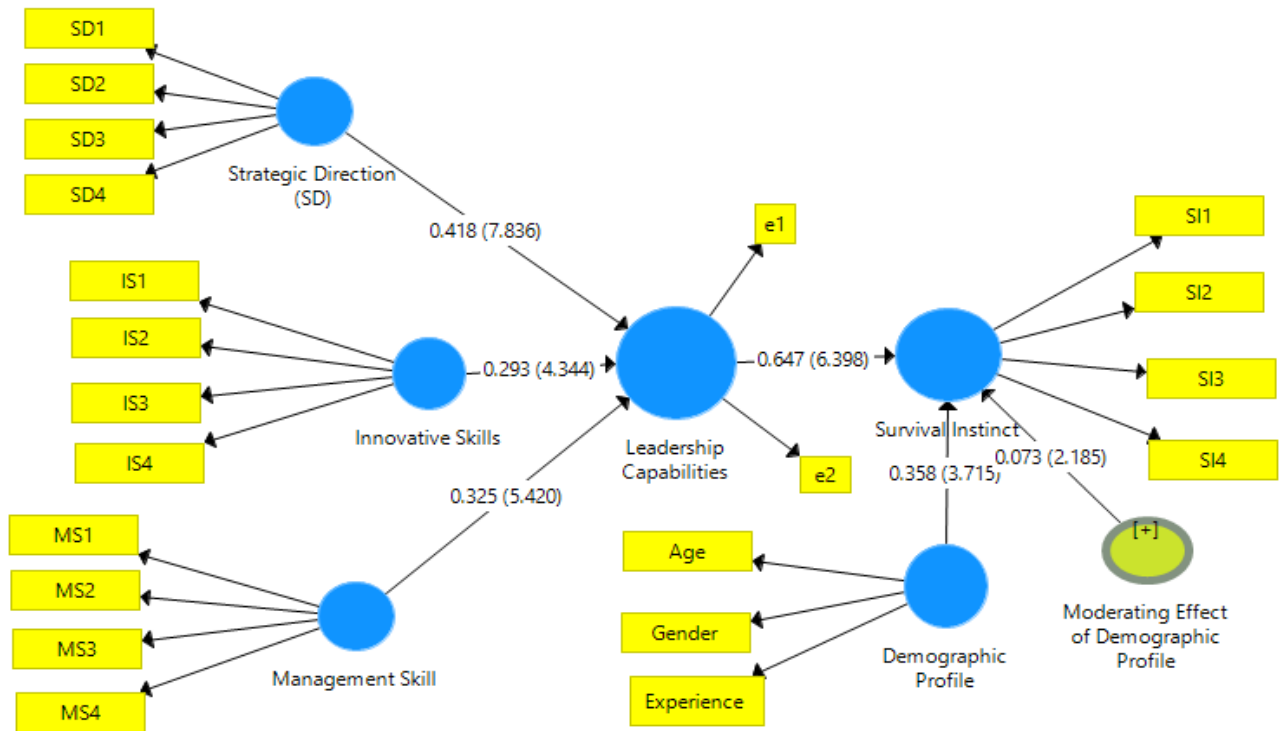 SD1
SD2
SD3
SD4
Strategic Direction
(SD)
0.418 (7.836)
IS1
IS2
IS3
IS4
Innovative Skills
0.293 (4.344)
MS1
MS2
MS3
MS4
Management Skill
0.325 (5.420)
e1
Leadership
Capabilities
e2
0.647 (6.398)
SI1
SI2
SI3
SI4
Survival Instinct
0.358 (3.715)
0.073 (2.185)
Age
Gender
Experience
Demographic
Profile
[+]
Moderating Effect
of Demographic
Profile